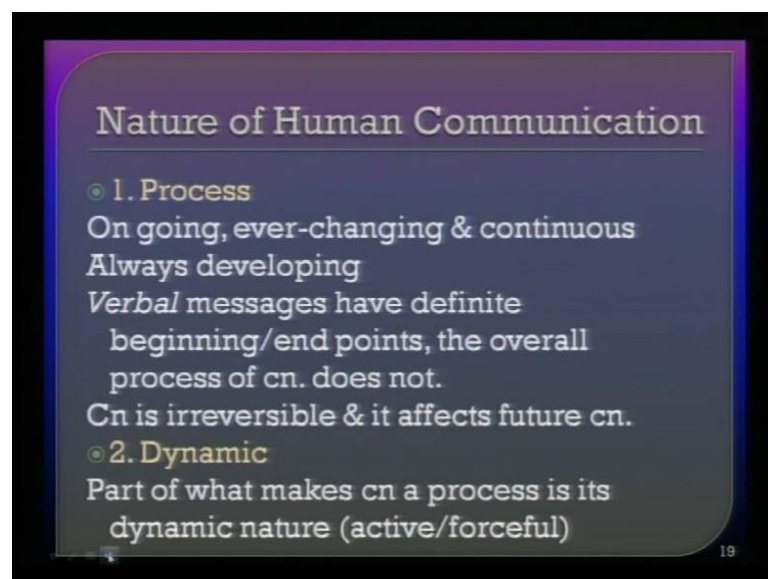 Nature of Human Communication
1. Process
On going, ever-changing & continuous
Always developing
Verbal messages have definite
beginning/end points, the overall
process of cn. does not.
Cn is irreversible & it affects future cn.
2. Dynamic
Part of what makes cn a process is its
dynamic nature (active/forceful)
19